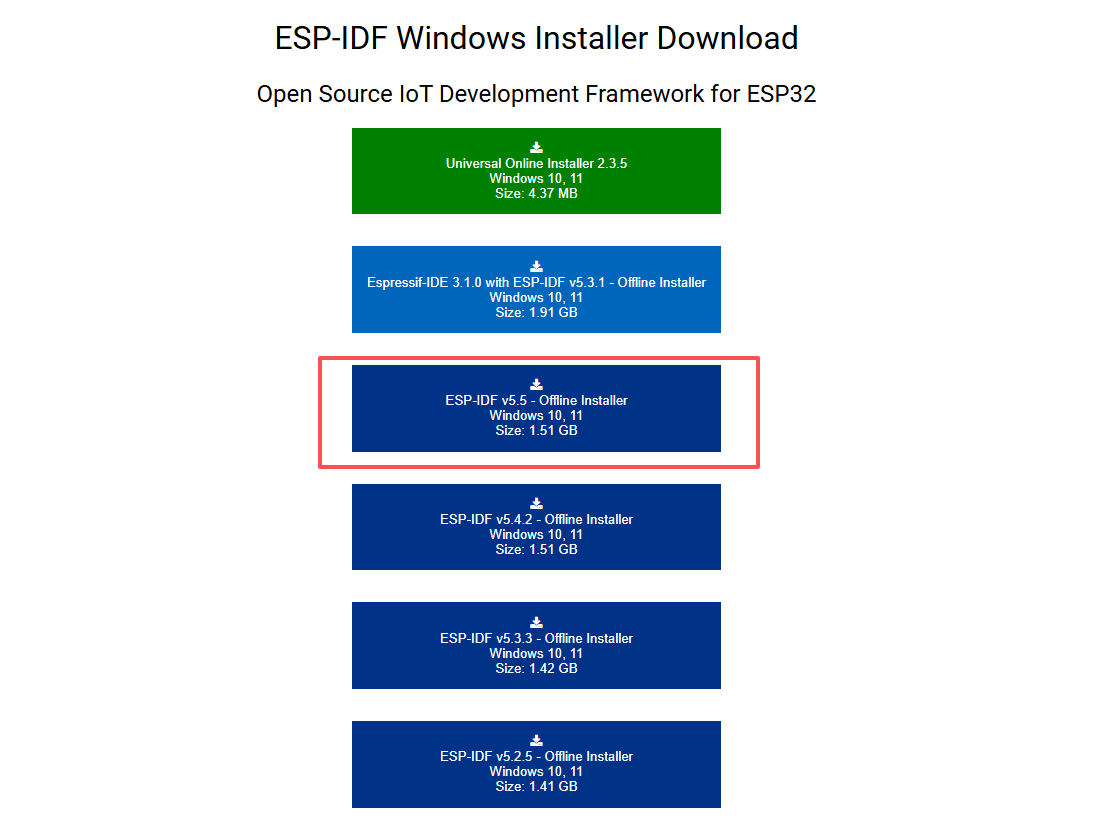 ESP-IDF Windows Installer Download
Open Source IoT Development Framework for ESP32
Universal Online Installer 2.3.5
Windows 10, 11
Size: 4.37 MB
Espressif-IDE 3.1.0 with ESP-IDF v5.3.1 - Offline Installer
Windows 10, 11
Size: 1.91 GB
ESP-IDF v5.5 - Offline Installer
Windows 10, 11
Size: 1.51 GB
ESP-IDF v5.4.2 - Offline Installer
Windows 10, 11
Size: 1.51 GB
ESP-IDF v5.3.3 - Offline Installer
Windows 10, 11
Size: 1.42 GB
ESP-IDF v5.2.5 - Offline Installer
Windows 10, 11
Size: 1.41 GB